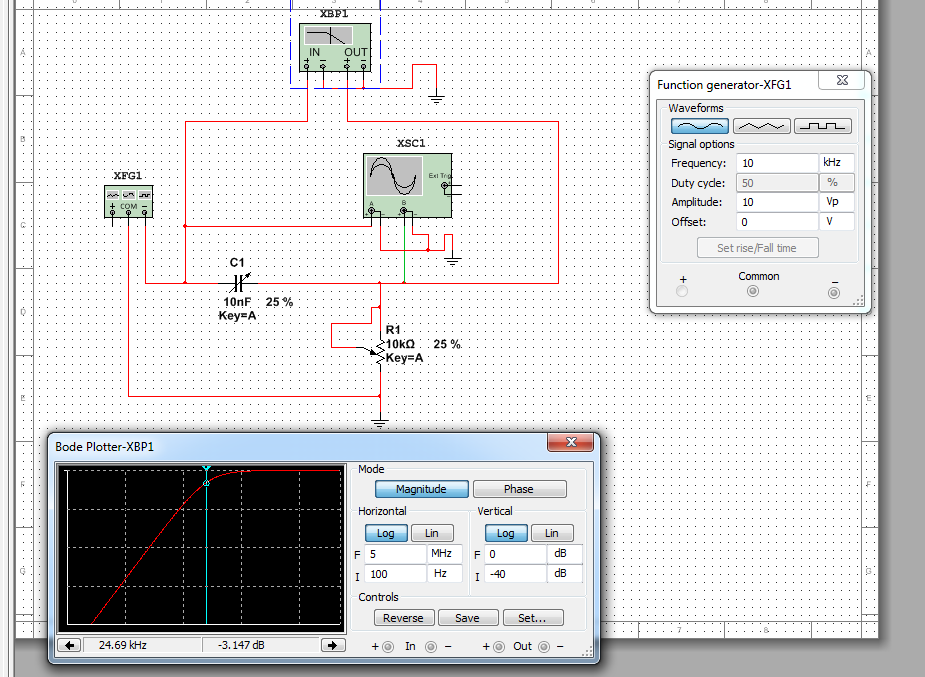 XBP1
IN OUT
Function generator-XFG1
Waveforms
XSC1
Signal options
Ext Trig
Frequency: 10 kHz
XFG1
Duty cycle: 50 %
COM
Amplitude: 10 Vp
A B
Offset: 0 V
Set rise/Fall time
C1
Common
+ −
10nF 25 %
Key=A
R1
10kΩ 25 %
Key=A
Bode Plotter-XBP1
Mode
Magnitude Phase
Horizontal Vertical
Log Lin Log Lin
F 5 MHz F 0 dB
I 100 Hz I -40 dB
Controls
Reverse Save Set...
24.69 kHz -3.147 dB + In − + Out −